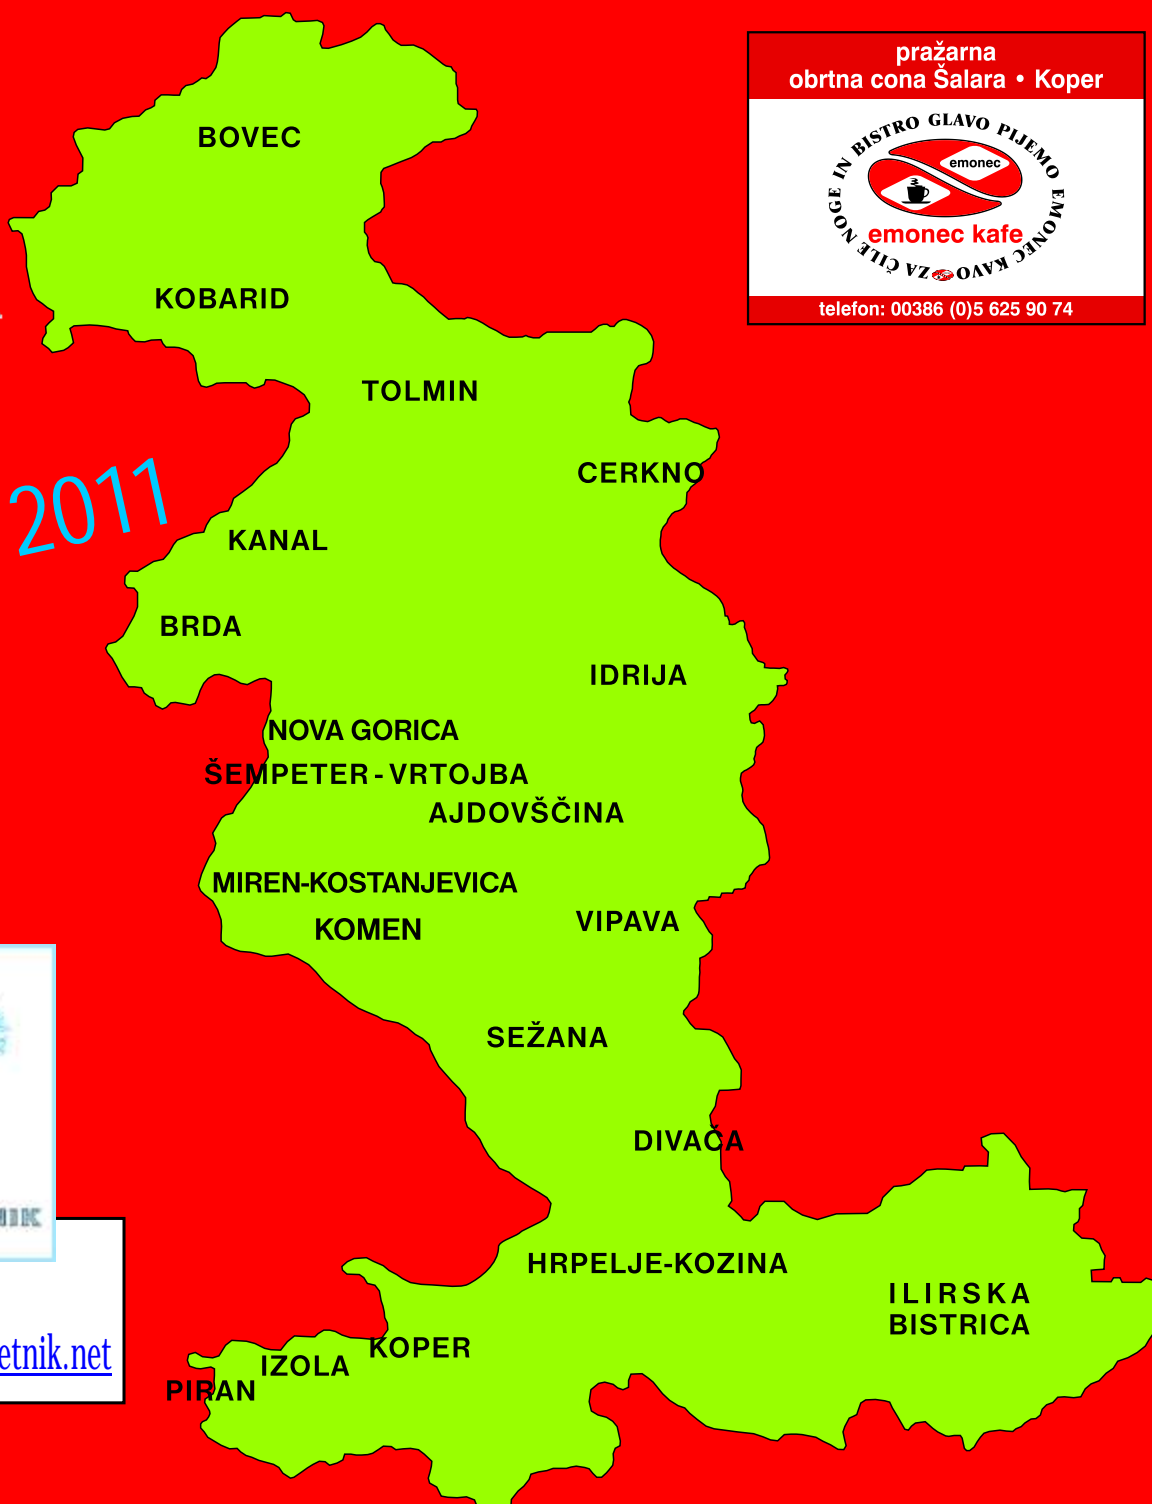 pražarna
obrtna cona Šalara • Koper
ZA ČILE NOGE IN BISTRO GLAVO PIJEMO EMONEC KAVO
emonec
emonec kafe
telefon: 00386 (0)5 625 90 74
BOVEC
KOBARID
TOLMIN
CERKNO
2011
KANAL
BRDA
IDRIJA
NOVA GORICA
ŠEMPETER - VRTOJBA
AJDOVŠČINA
MIREN-KOSTANJEVICA
KOMEN
VIPAVA
SEŽANA
DIVAČA
HRPELJE-KOZINA
ILIRSKA
BISTRICA
KOPER
IZOLA
PIRAN
etnik.net